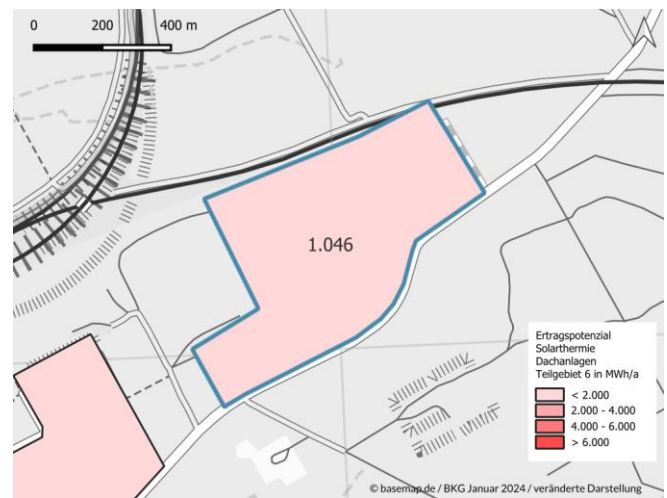 0 200 400 m
1.046
Ertragspotenzial
Solarthermie
Dachanlagen
Teilgebiet 6 in MWh/a
< 2.000
2.000 - 4.000
4.000 - 6.000
> 6.000
© basemap.de / BKG Januar 2024 / veränderte Darstellung